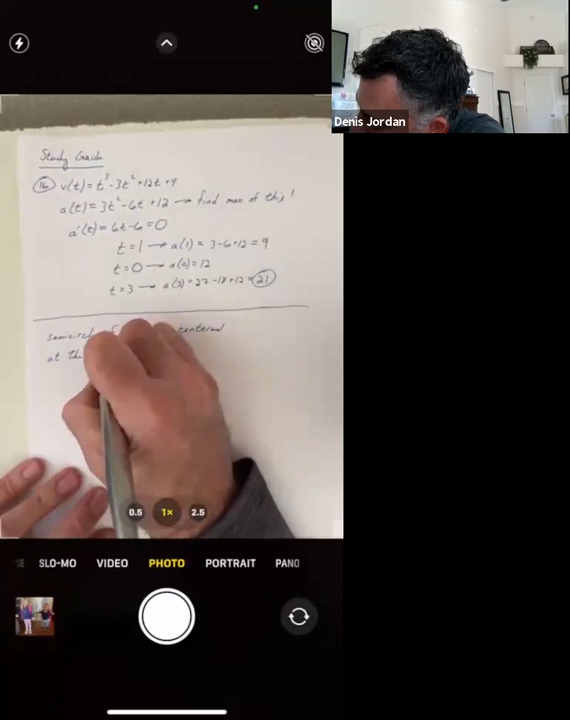 Denis Jordan
Study Guide
16 v(t) = t³ - 3t² + 12t + 4
a(t) = 3t² - 6t + 12 → find max of this!
a'(t) = 6t - 6 = 0
t = 1 → a(1) = 3 - 6 + 12 = 9
t = 0 → a(0) = 12
t = 3 → a(3) = 27 - 18 + 12 = 21
centered
at
0.5 1× 2.5
SLO-MO VIDEO PHOTO PORTRAIT PANO